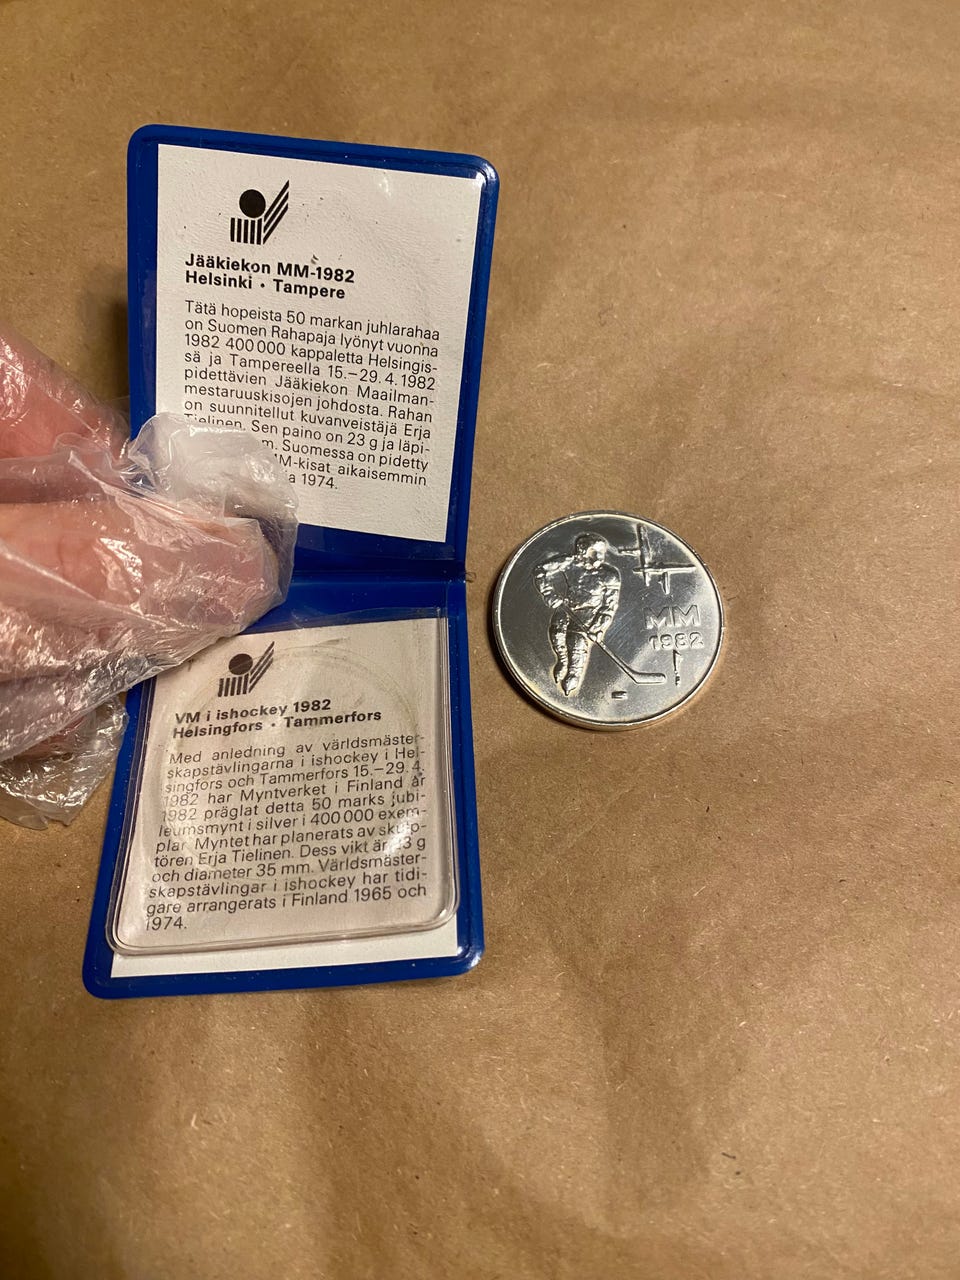 Jääkiekon MM-1982
Helsinki · Tampere
Tätä hopeista 50 markan juhlarahaa
on Suomen Rahapaja lyönyt vuonna
1982 400 000 kappaletta Helsingis-
sä ja Tampereella 15.–29.4.1982
pidettävien Jääkiekon Maailman-
mestaruuskisojen johdosta. Rahan
on suunnitellut kuvanveistäjä Erja
Tielinen. Sen paino on 23 g ja läpi-
m. Suomessa on pidetty
MM-kisat aikaisemmin
ja 1974.
VM i ishockey 1982
Helsingfors · Tammerfors
Med anledning av världsmäster-
skapstävlingarna i ishockey i Hel-
singfors och Tammerfors 15.–29.4.
1982 har Myntverket i Finland år
1982 präglat detta 50 marks jubi-
leumsmynt i silver i 400 000 exem-
plar. Myntet har planerats av skulp-
tören Erja Tielinen. Dess vikt är 23 g
och diameter 35 mm. Världsmäster-
skapstävlingar i ishockey har tidi-
gare arrangerats i Finland 1965 och
1974.
MM
1982